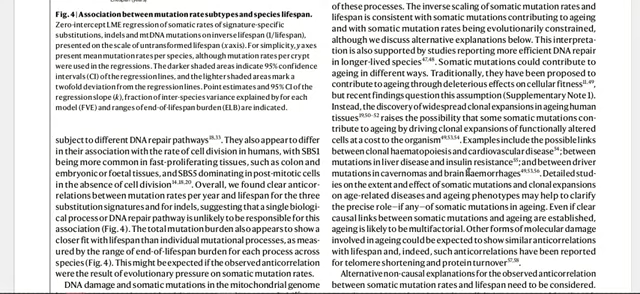 Fig. 4 | Association between mutation rate subtypes and species lifespan.
Zero-intercept LME regression of somatic rates of signature-specific
substitutions, indels and mtDNA mutations on inverse lifespan (1/lifespan),
presented on the scale of untransformed lifespan (x axis). For simplicity, y axes
present mean mutation rates per species, although mutation rates per crypt
were used in the regressions. The darker shaded areas indicate 95% confidence
intervals (CI) of the regression lines, and the lighter shaded areas mark a
twofold deviation from the regression lines. Point estimates and 95% CI of the
regression slope (k), fraction of inter-species variance explained by for each
model (FVE) and ranges of end-of-lifespan burden (ELB) are indicated.
subject to different DNA repair pathways
They also appear to differ
in their association with the rate of cell division in humans, with SBS1
being more common in fast-proliferating tissues, such as colon and
embryonic or foetal tissues, and SBS5 dominating in post-mitotic cells
in the absence of cell division
Overall, we found clear anticor-
relations between mutation rates per year and lifespan for the three
substitution signatures and for indels, suggesting that a single biologi-
cal process or DNA repair pathway is unlikely to be responsible for this
association (Fig. 4). The total mutation burden also appears to show a
closer fit with lifespan than individual mutational processes, as meas-
ured by the range of end-of-lifespan burden for each process across
species (Fig. 4). This might be expected if the observed anticorrelation
were the result of evolutionary pressure on somatic mutation rates.
DNA damage and somatic mutations in the mitochondrial genome
of these processes. The inverse scaling of somatic mutation rates and
lifespan is consistent with somatic mutations contributing to ageing
and with somatic mutation rates being evolutionarily constrained,
although we discuss alternative explanations below. This interpreta-
tion is also supported by studies reporting more efficient DNA repair
in longer-lived species47,48. Somatic mutations could contribute to
ageing in different ways. Traditionally, they have been proposed to
contribute to ageing through deleterious effects on cellular fitness11,49,
but recent findings question this assumption (Supplementary Note 1).
Instead, the discovery of widespread clonal expansions in ageing human
tissues19,50–52 raises the possibility that some somatic mutations con-
tribute to ageing by driving clonal expansions of functionally altered
cells at a cost to the organism49,53,54. Examples include the possible links
between clonal haematopoiesis and cardiovascular disease54; between
mutations in liver disease and insulin resistance55; and between driver
mutations in cavernomas and brain haemorrhages49,53,56. Detailed stud-
ies on the extent and effect of somatic mutations and clonal expansions
on age-related diseases and ageing phenotypes may help to clarify
the precise role—if any—of somatic mutations in ageing. Even if clear
causal links between somatic mutations and ageing are established,
ageing is likely to be multifactorial. Other forms of molecular damage
involved in ageing could be expected to show similar anticorrelations
with lifespan and, indeed, such anticorrelations have been reported
for telomere shortening and protein turnover57,58.
Alternative non-causal explanations for the observed anticorrelation
between somatic mutation rates and lifespan need to be considered.